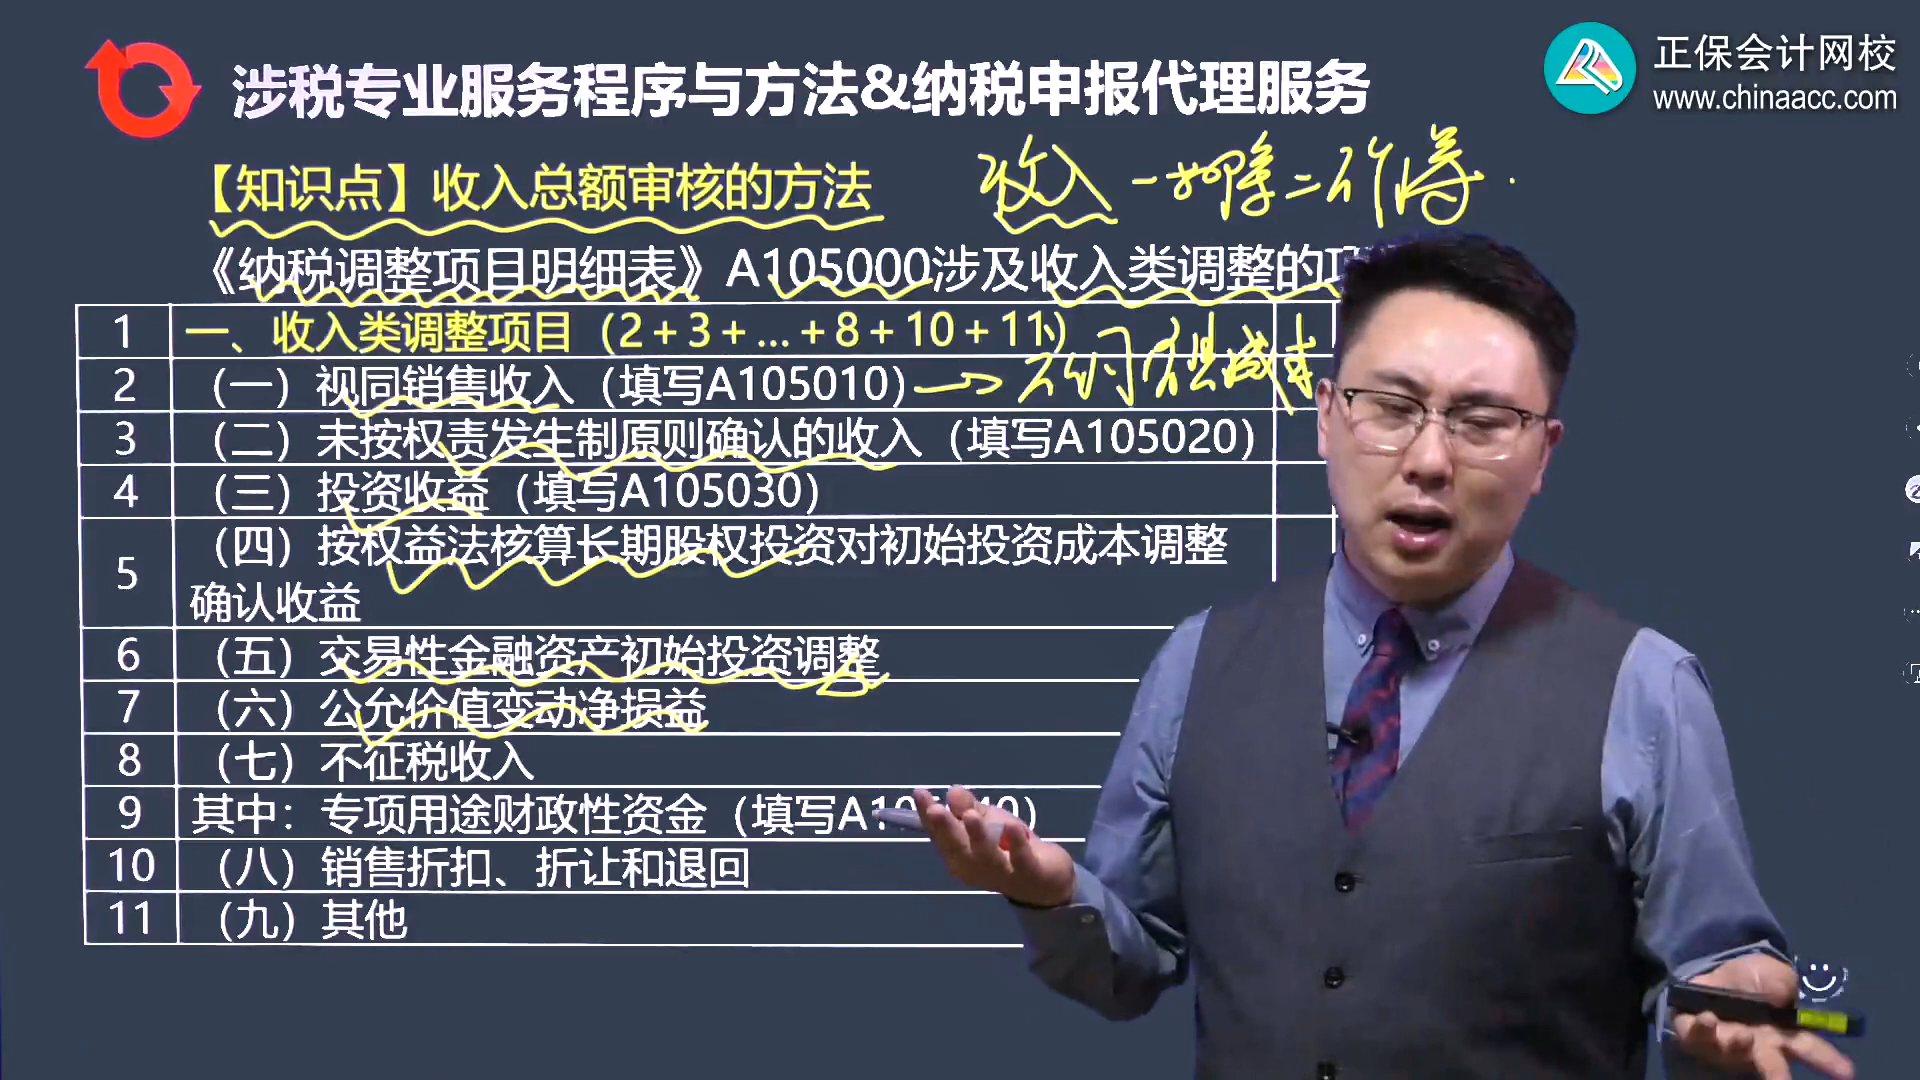 涉税专业服务程序与方法&纳税申报代理服务
正保会计网校
www.chinaacc.com
【知识点】收入总额审核的方法
收入
《纳税调整项目明细表》A105000涉及收入类调整的
1 一、收入类调整项目（2＋3＋…＋8＋10＋11）
2 （一）视同销售收入（填写A105010）
3 （二）未按权责发生制原则确认的收入（填写A105020）
4 （三）投资收益（填写A105030）
5 （四）按权益法核算长期股权投资对初始投资成本调整
确认收益
6 （五）交易性金融资产初始投资调整
7 （六）公允价值变动净损益
8 （七）不征税收入
9 其中：专项用途财政性资金（填写A105040）
10 （八）销售折扣、折让和退回
11 （九）其他